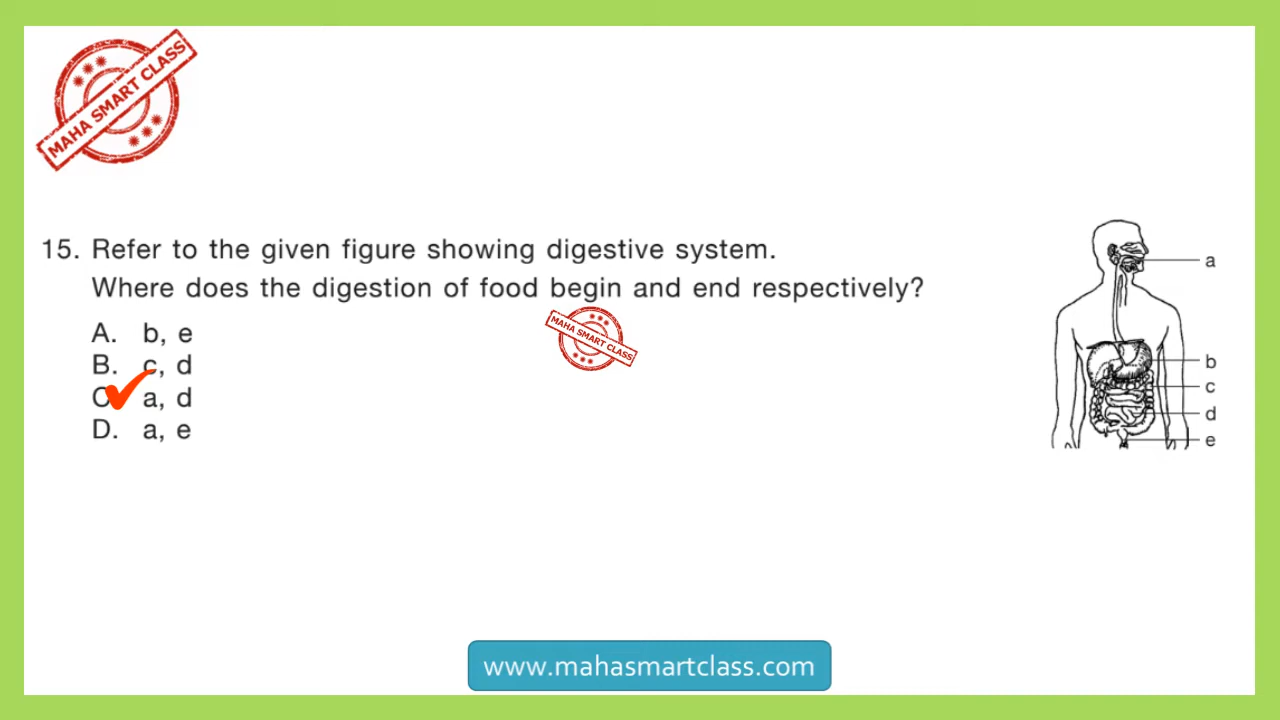 MAHA SMART CLASS
15. Refer to the given figure showing digestive system.
Where does the digestion of food begin and end respectively?
MAHA SMART CLASS
A. b, e
B. c, d
C. a, d
D. a, e
a
b
c
d
e
www.mahasmartclass.com